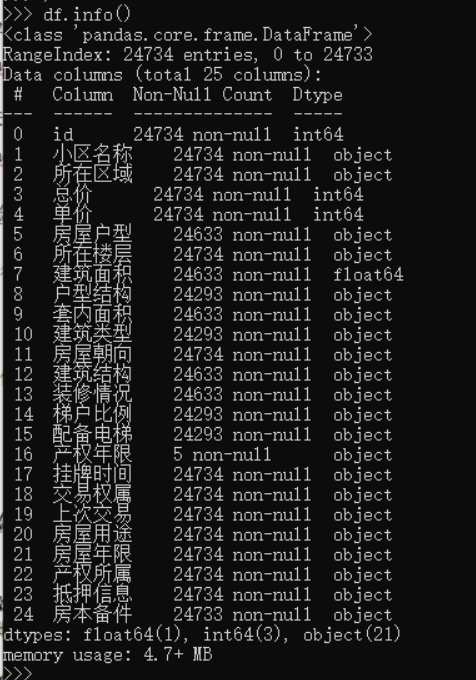 >>> df.info()
<class 'pandas.core.frame.DataFrame'>
RangeIndex: 24734 entries, 0 to 24733
Data columns (total 25 columns):
 #   Column  Non-Null Count  Dtype
---  ------  --------------  -----
 0   id      24734 non-null  int64
 1   小区名称    24734 non-null  object
 2   所在区域    24734 non-null  object
 3   总价      24734 non-null  int64
 4   单价      24734 non-null  int64
 5   房屋户型    24633 non-null  object
 6   所在楼层    24734 non-null  object
 7   建筑面积    24633 non-null  float64
 8   户型结构    24293 non-null  object
 9   套内面积    24633 non-null  object
 10  建筑类型    24293 non-null  object
 11  房屋朝向    24734 non-null  object
 12  建筑结构    24633 non-null  object
 13  装修情况    24633 non-null  object
 14  梯户比例    24293 non-null  object
 15  配备电梯    24293 non-null  object
 16  产权年限    5 non-null      object
 17  挂牌时间    24734 non-null  object
 18  交易权属    24734 non-null  object
 19  上次交易    24734 non-null  object
 20  房屋用途    24734 non-null  object
 21  房屋年限    24734 non-null  object
 22  产权所属    24734 non-null  object
 23  抵押信息    24734 non-null  object
 24  房本备件    24733 non-null  object
dtypes: float64(1), int64(3), object(21)
memory usage: 4.7+ MB
>>>